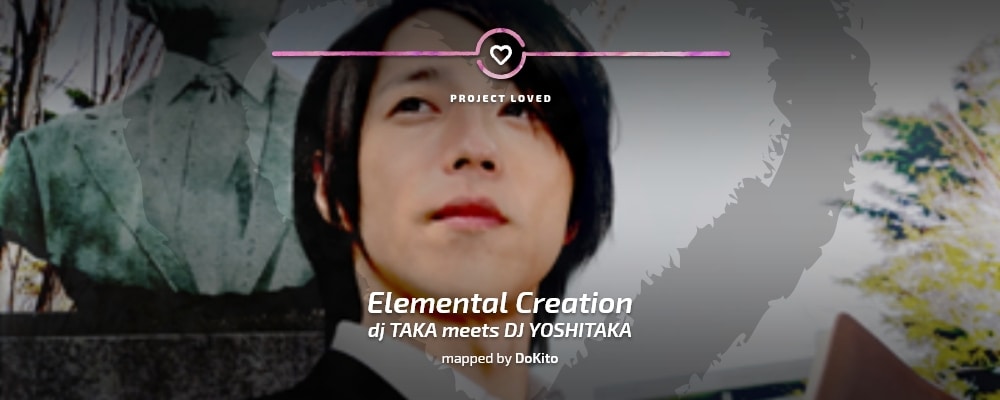 PROJECT LOVED
Elemental Creation
dj TAKA meets DJ YOSHITAKA
mapped by DoKito